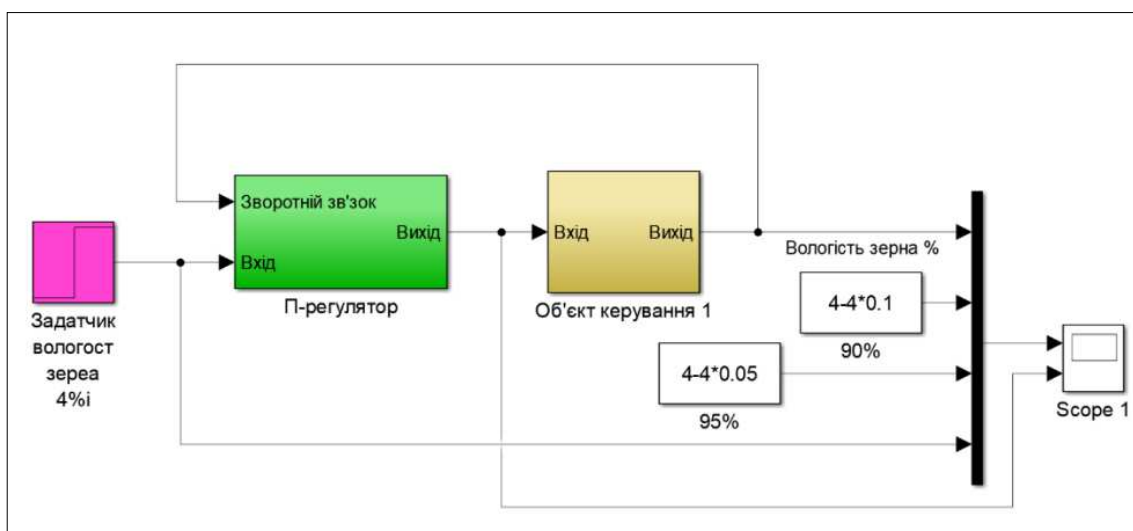 Зворотній зв'зок
Вихід
Вхід
П-регулятор
Вхід
Вихід
Об'єкт керування 1
Вологість зерна %
4-4*0.1
90%
4-4*0.05
95%
Задатчик
вологост
зереа
4%і
Scope 1